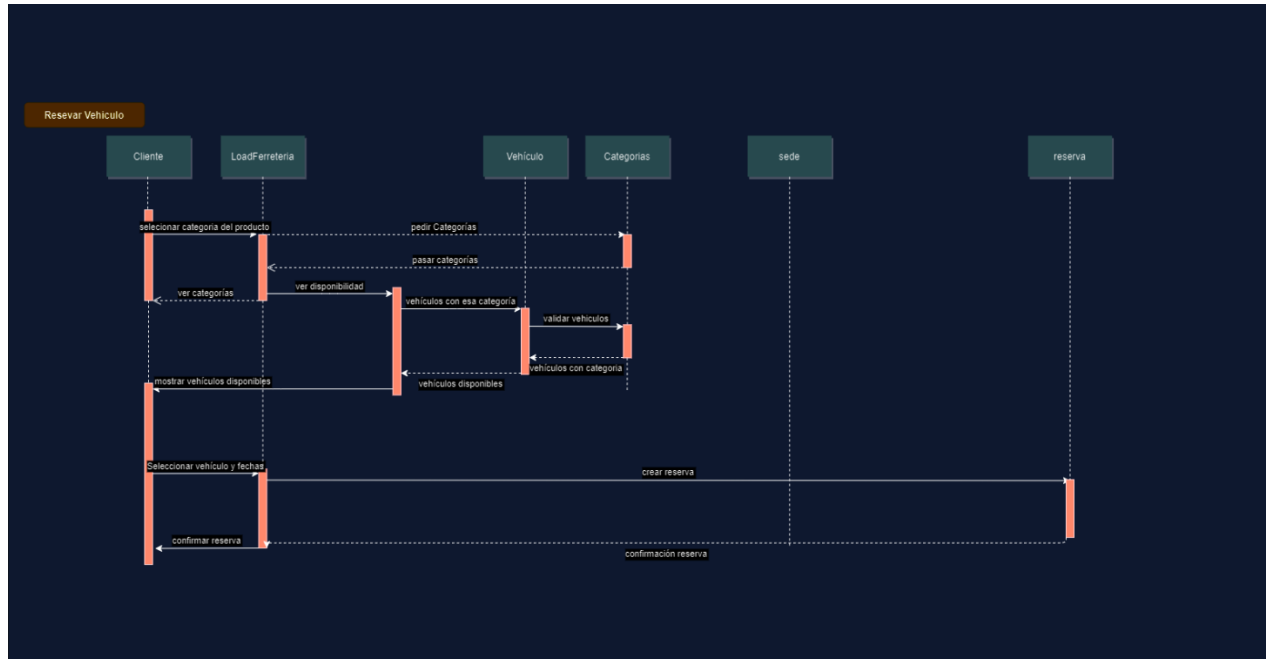 Resevar Vehículo
Cliente
LoadFerreteria
Vehículo
Categorias
sede
reserva
selecionar categoria del producto
pedir Categorías
pasar categorías
ver categorías
ver disponibilidad
vehículos con esa categoría
validar vehiculos
vehículos con categoria
vehículos disponibles
mostrar vehículos disponibles
Seleccionar vehículo y fechas
crear reserva
confirmar reserva
confirmación reserva